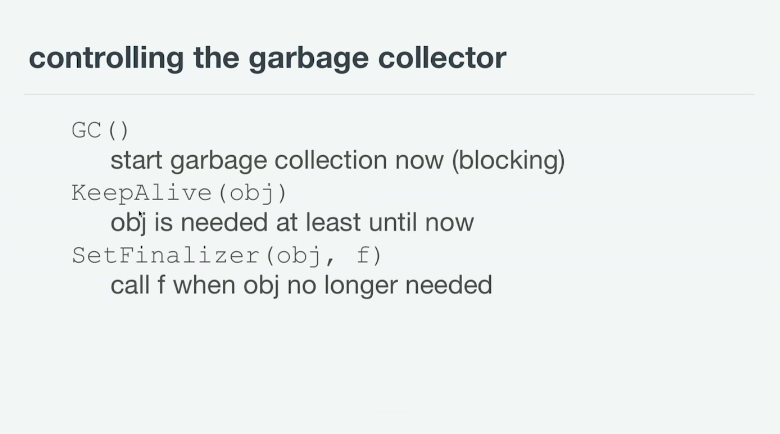 controlling the garbage collector
GC()
start garbage collection now (blocking)
KeepAlive(obj)
obj is needed at least until now
SetFinalizer(obj, f)
call f when obj no longer needed